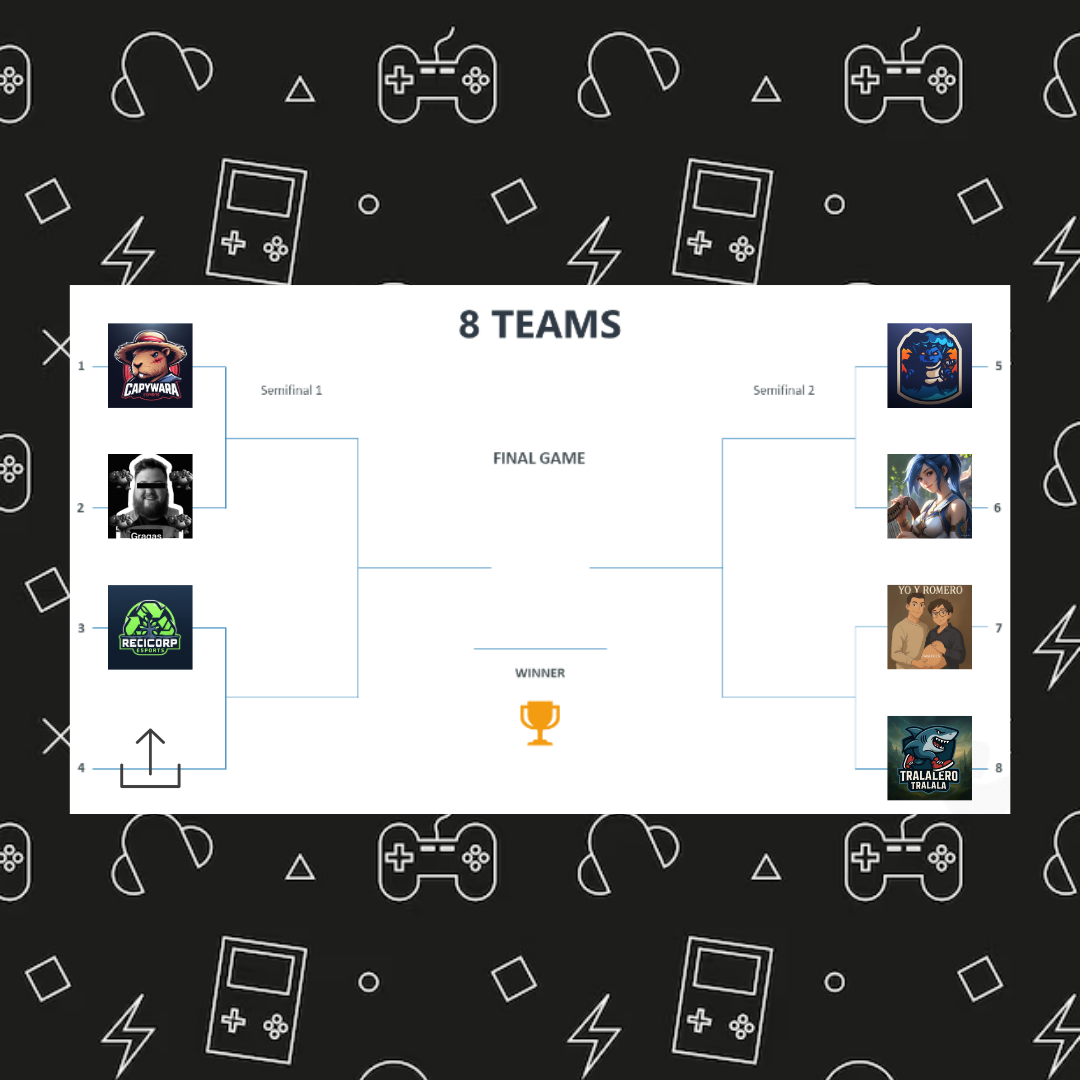 8 TEAMS
1
CAPYWARA
5
Semifinal 1
Semifinal 2
FINAL GAME
2
Gragas
6
3
RECICORP
ESPORTS
YO Y ROMERO
7
WINNER
4
TRALALERO
TRALALA
8